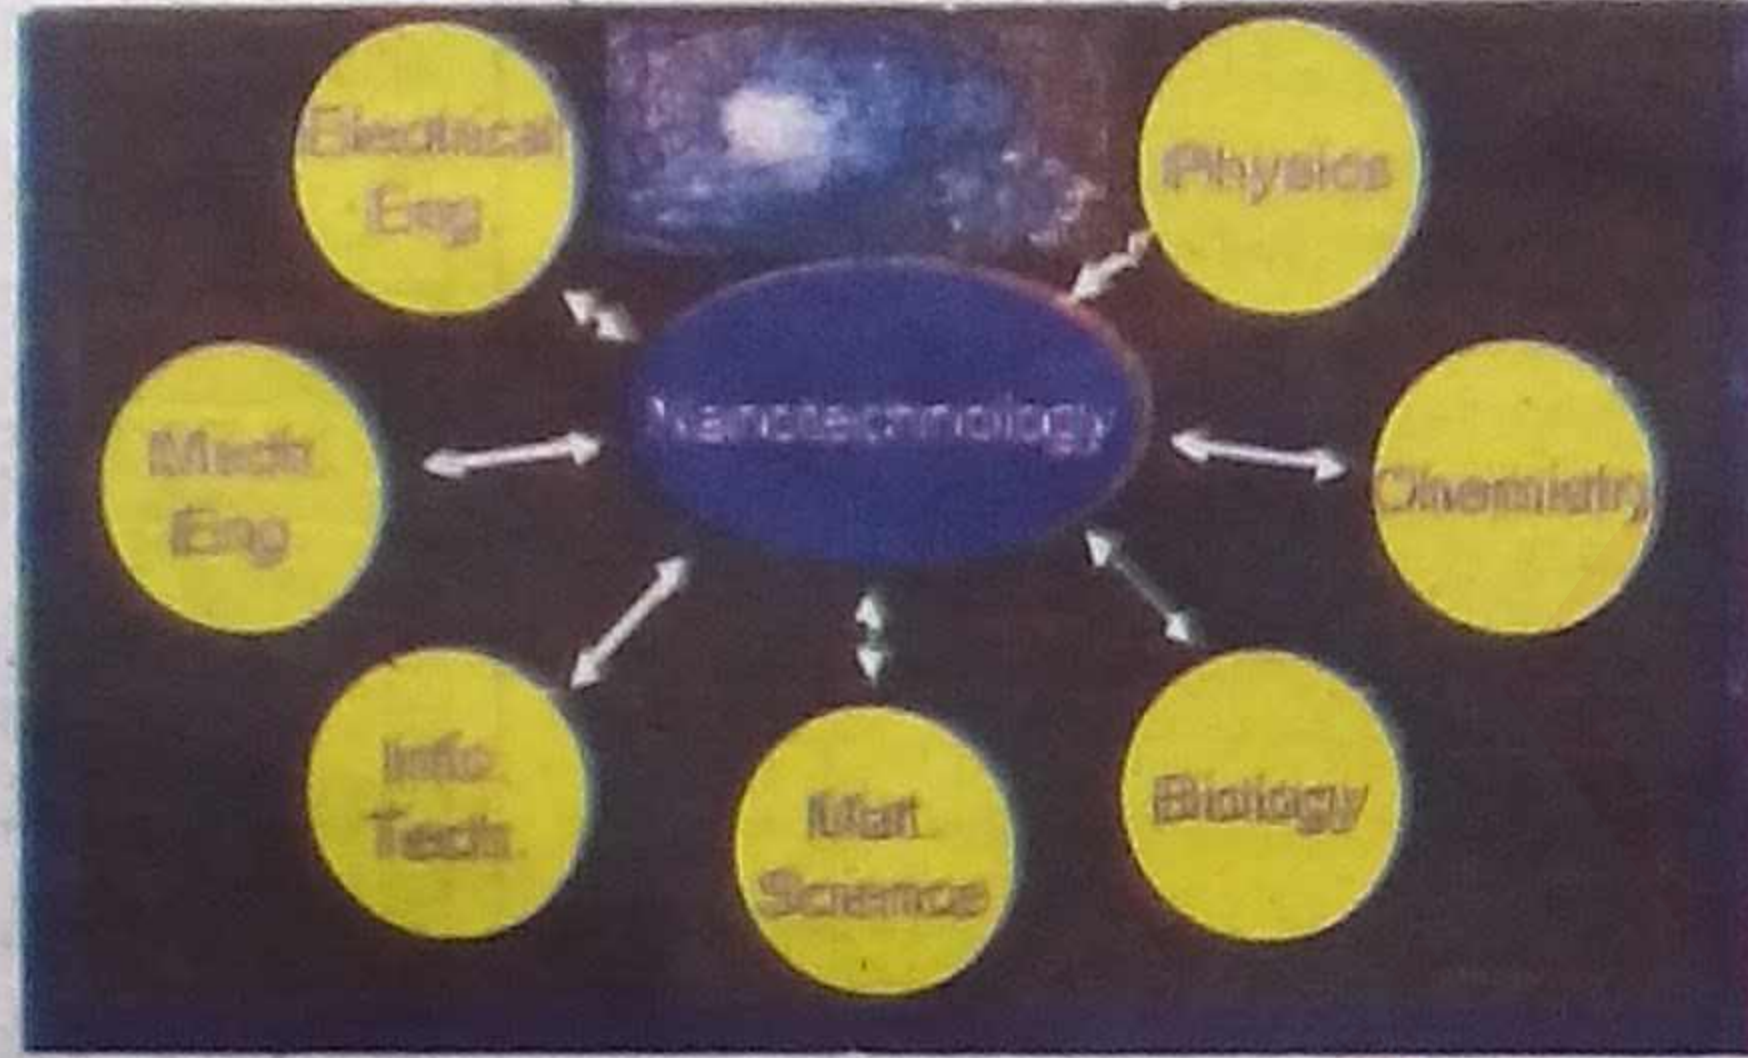 Electrical
Eng
Physics
Nanotechnology
Mech
Eng
Chemistry
Info
Tech
Mat
Science
Biology